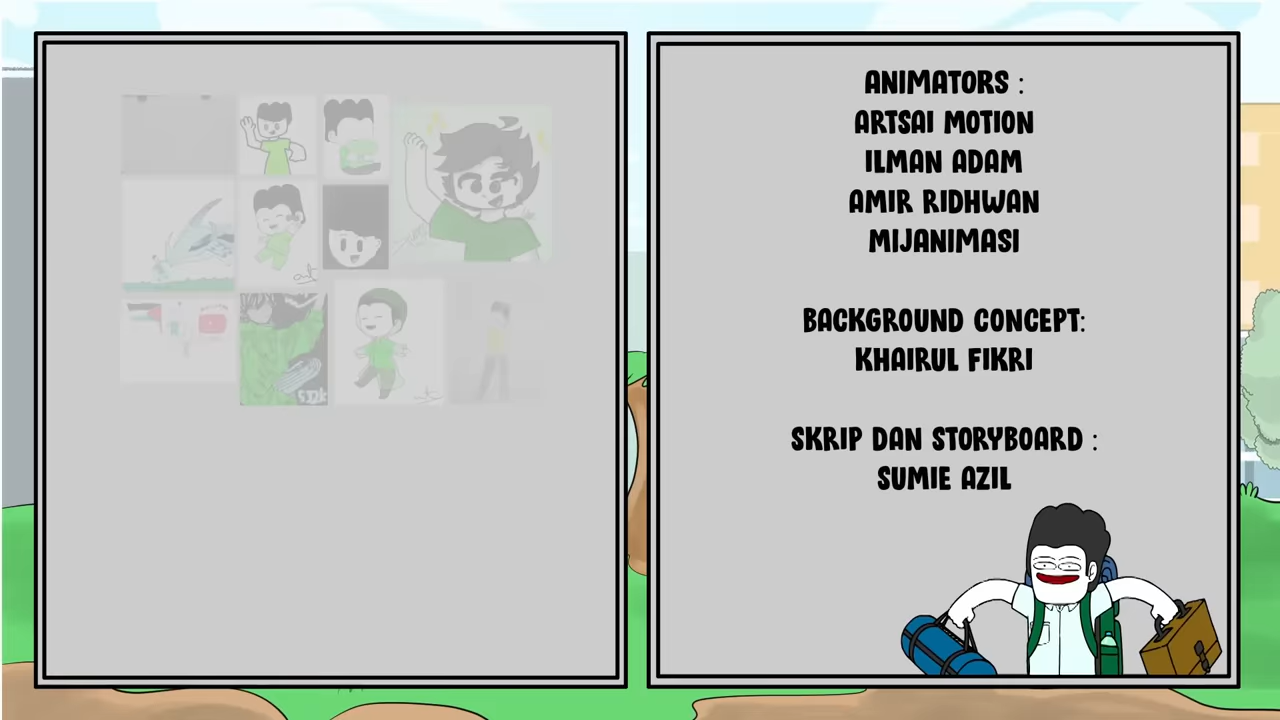 ANIMATORS :
ARTSAI MOTION
ILMAN ADAM
AMIR RIDHWAN
MIJANIMASI
BACKGROUND CONCEPT:
KHAIRUL FIKRI
SKRIP DAN STORYBOARD :
SUMIE AZIL